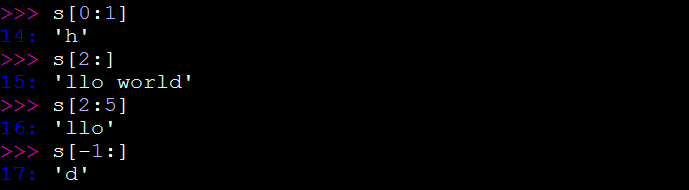 >>> s[0:1]
14: 'h'
>>> s[2:]
15: 'llo world'
>>> s[2:5]
16: 'llo'
>>> s[-1:]
17: 'd'